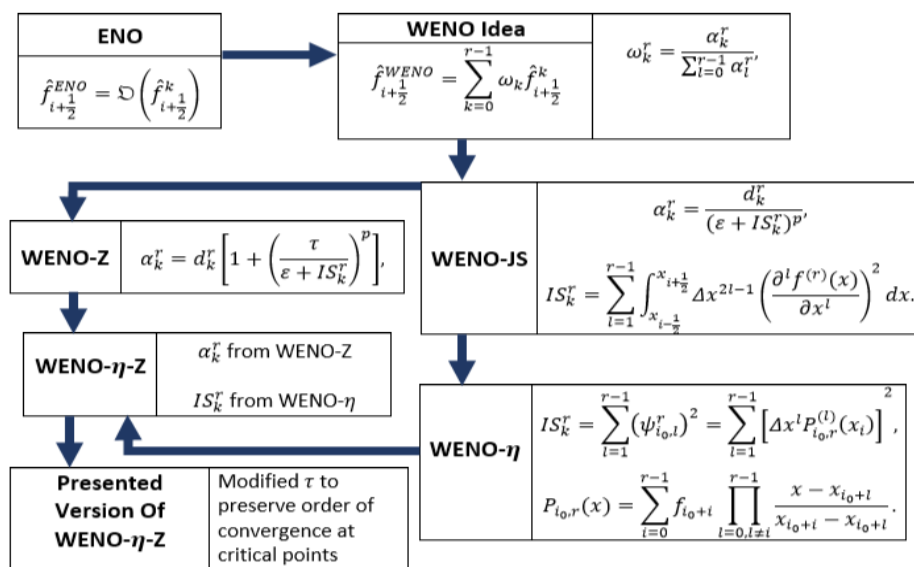 ENO
$\hat{f}^{ENO}_{i+\frac{1}{2}} = \mathfrak{D}\left(\hat{f}^{k}_{i+\frac{1}{2}}\right)$
WENO Idea
$\hat{f}^{WENO}_{i+\frac{1}{2}} = \sum_{k=0}^{r-1} \omega_k \hat{f}^{k}_{i+\frac{1}{2}}$
$\omega^r_k = \frac{\alpha^r_k}{\sum_{l=0}^{r-1} \alpha^r_l},$
WENO-Z
$\alpha^r_k = d^r_k \left[1 + \left(\frac{\tau}{\varepsilon + IS^r_k}\right)^p\right],$
WENO-JS
$\alpha^r_k = \frac{d^r_k}{(\varepsilon + IS^r_k)^p},$
$IS^r_k = \sum_{l=1}^{r-1} \int_{x_{i-\frac{1}{2}}}^{x_{i+\frac{1}{2}}} \Delta x^{2l-1} \left(\frac{\partial^l f^{(r)}(x)}{\partial x^l}\right)^2 dx.$
WENO-η-Z
$\alpha^r_k$ from WENO-Z
$IS^r_k$ from WENO-η
WENO-η
$IS^r_k = \sum_{l=1}^{r-1} (\psi^r_{i_0,l})^2 = \sum_{l=1}^{r-1} \left[\Delta x^l P^{(l)}_{i_0,r}(x_i)\right]^2,$
$P_{i_0,r}(x) = \sum_{i=0}^{r-1} f_{i_0+i} \prod_{l=0,l\neq i}^{r-1} \frac{x - x_{i_0+l}}{x_{i_0+i} - x_{i_0+l}}.$
Presented
Version Of
WENO-η-Z
Modified τ to
preserve order of
convergence at
critical points